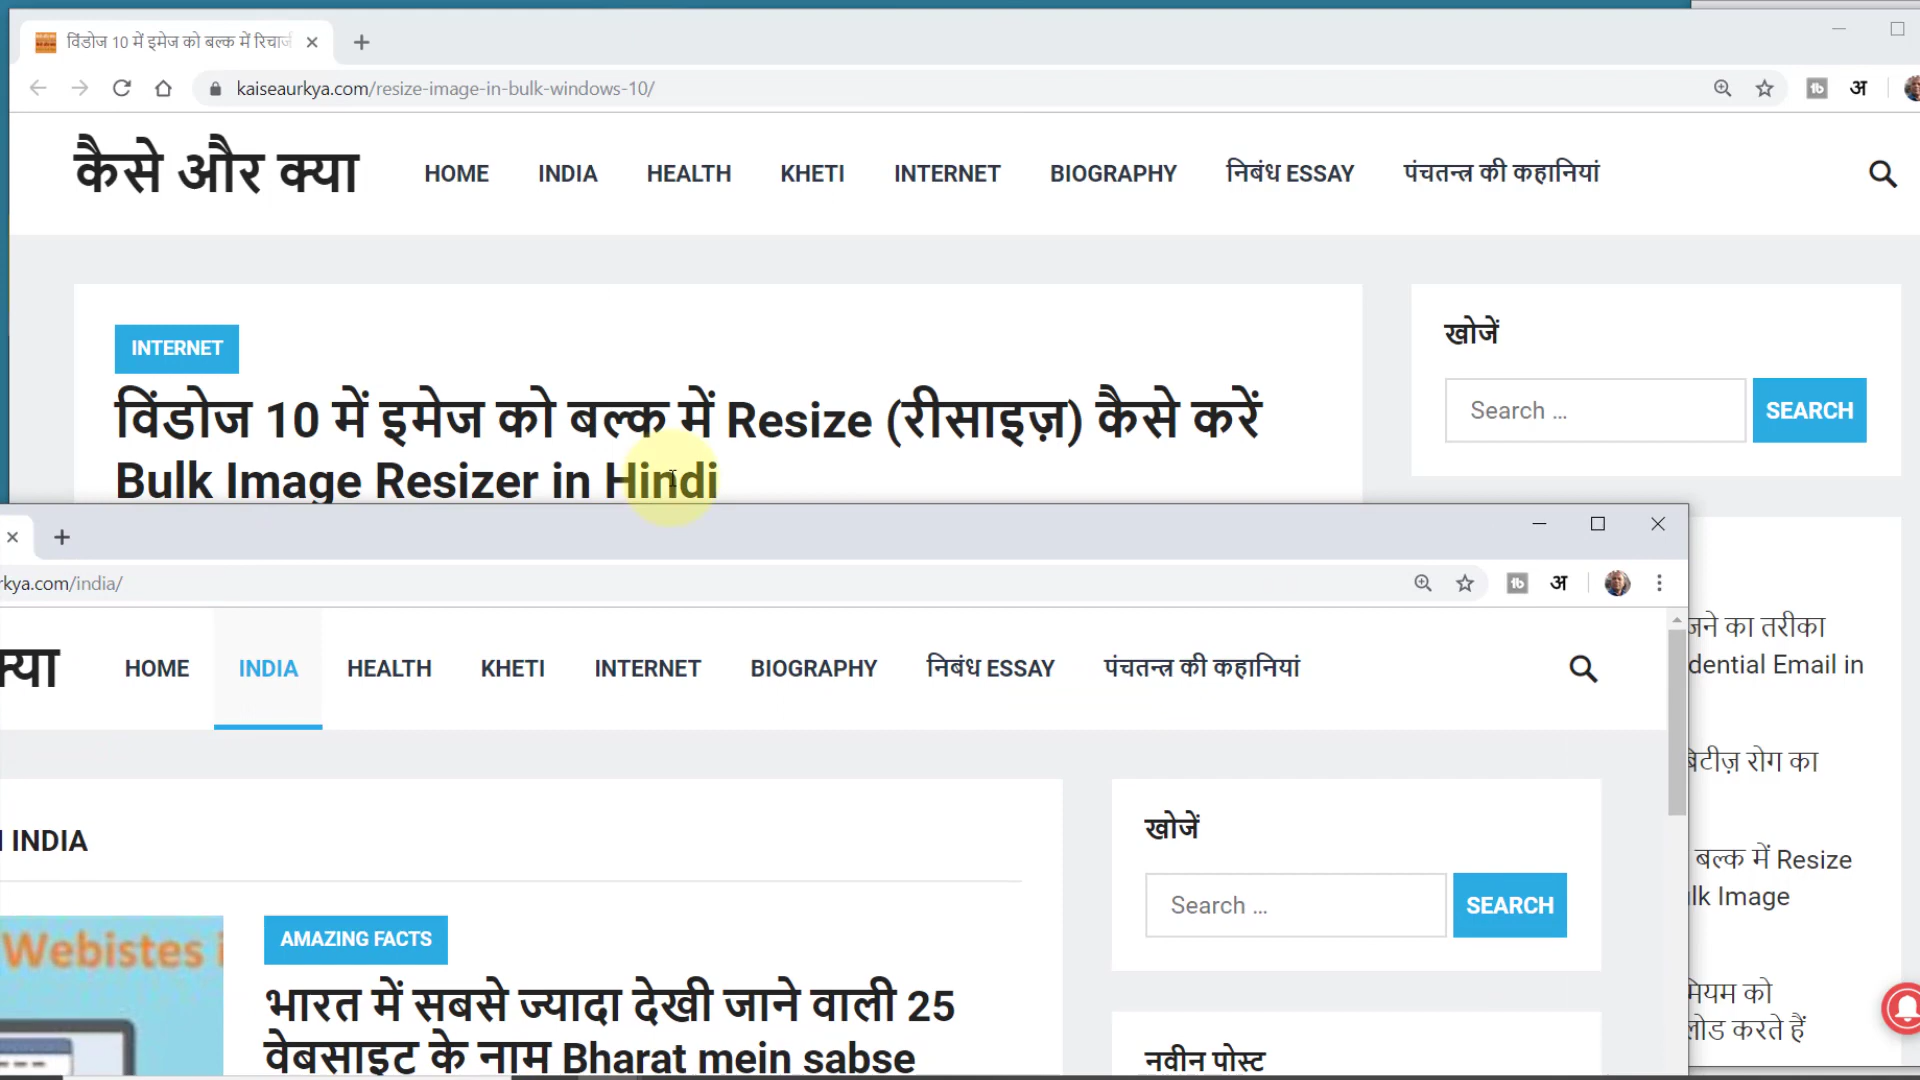 विंडोज 10 में इमेज को बल्क में रिचार्ज
kaiseaurkya.com/resize-image-in-bulk-windows-10/
कैसे और क्या HOME INDIA HEALTH KHETI INTERNET BIOGRAPHY निबंध ESSAY पंचतन्त्र की कहानियां
INTERNET
विंडोज 10 में इमेज को बल्क में Resize (रीसाइज़) कैसे करें
Bulk Image Resizer in Hindi
खोजें
Search …
SEARCH
rkya.com/india/
क्या HOME INDIA HEALTH KHETI INTERNET BIOGRAPHY निबंध ESSAY पंचतन्त्र की कहानियां
INDIA
Webistes
AMAZING FACTS
भारत में सबसे ज्यादा देखी जाने वाली 25
वेबसाइट के नाम Bharat mein sabse
खोजें
Search …
SEARCH
नवीन पोस्ट
जने का तरीका
dential Email in
रोग का
बल्क में Resize
lk Image
मियम को
लोड करते हैं